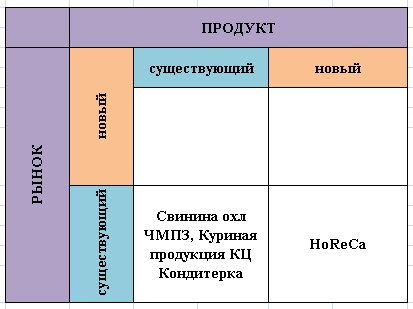 ПРОДУКТ
существующий
новый
РЫНОК
новый
существующий
Свинина охл
ЧМПЗ, Куриная
продукция КЦ
Кондитерка
HoReCa